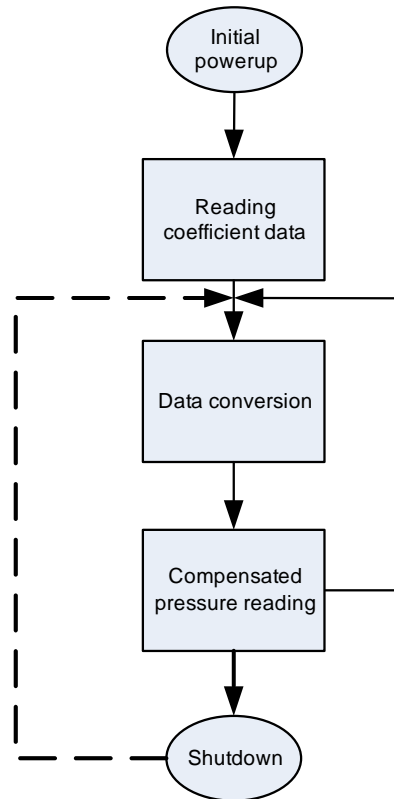 Initial
powerup
Reading
coefficient data
Data conversion
Compensated
pressure reading
Shutdown